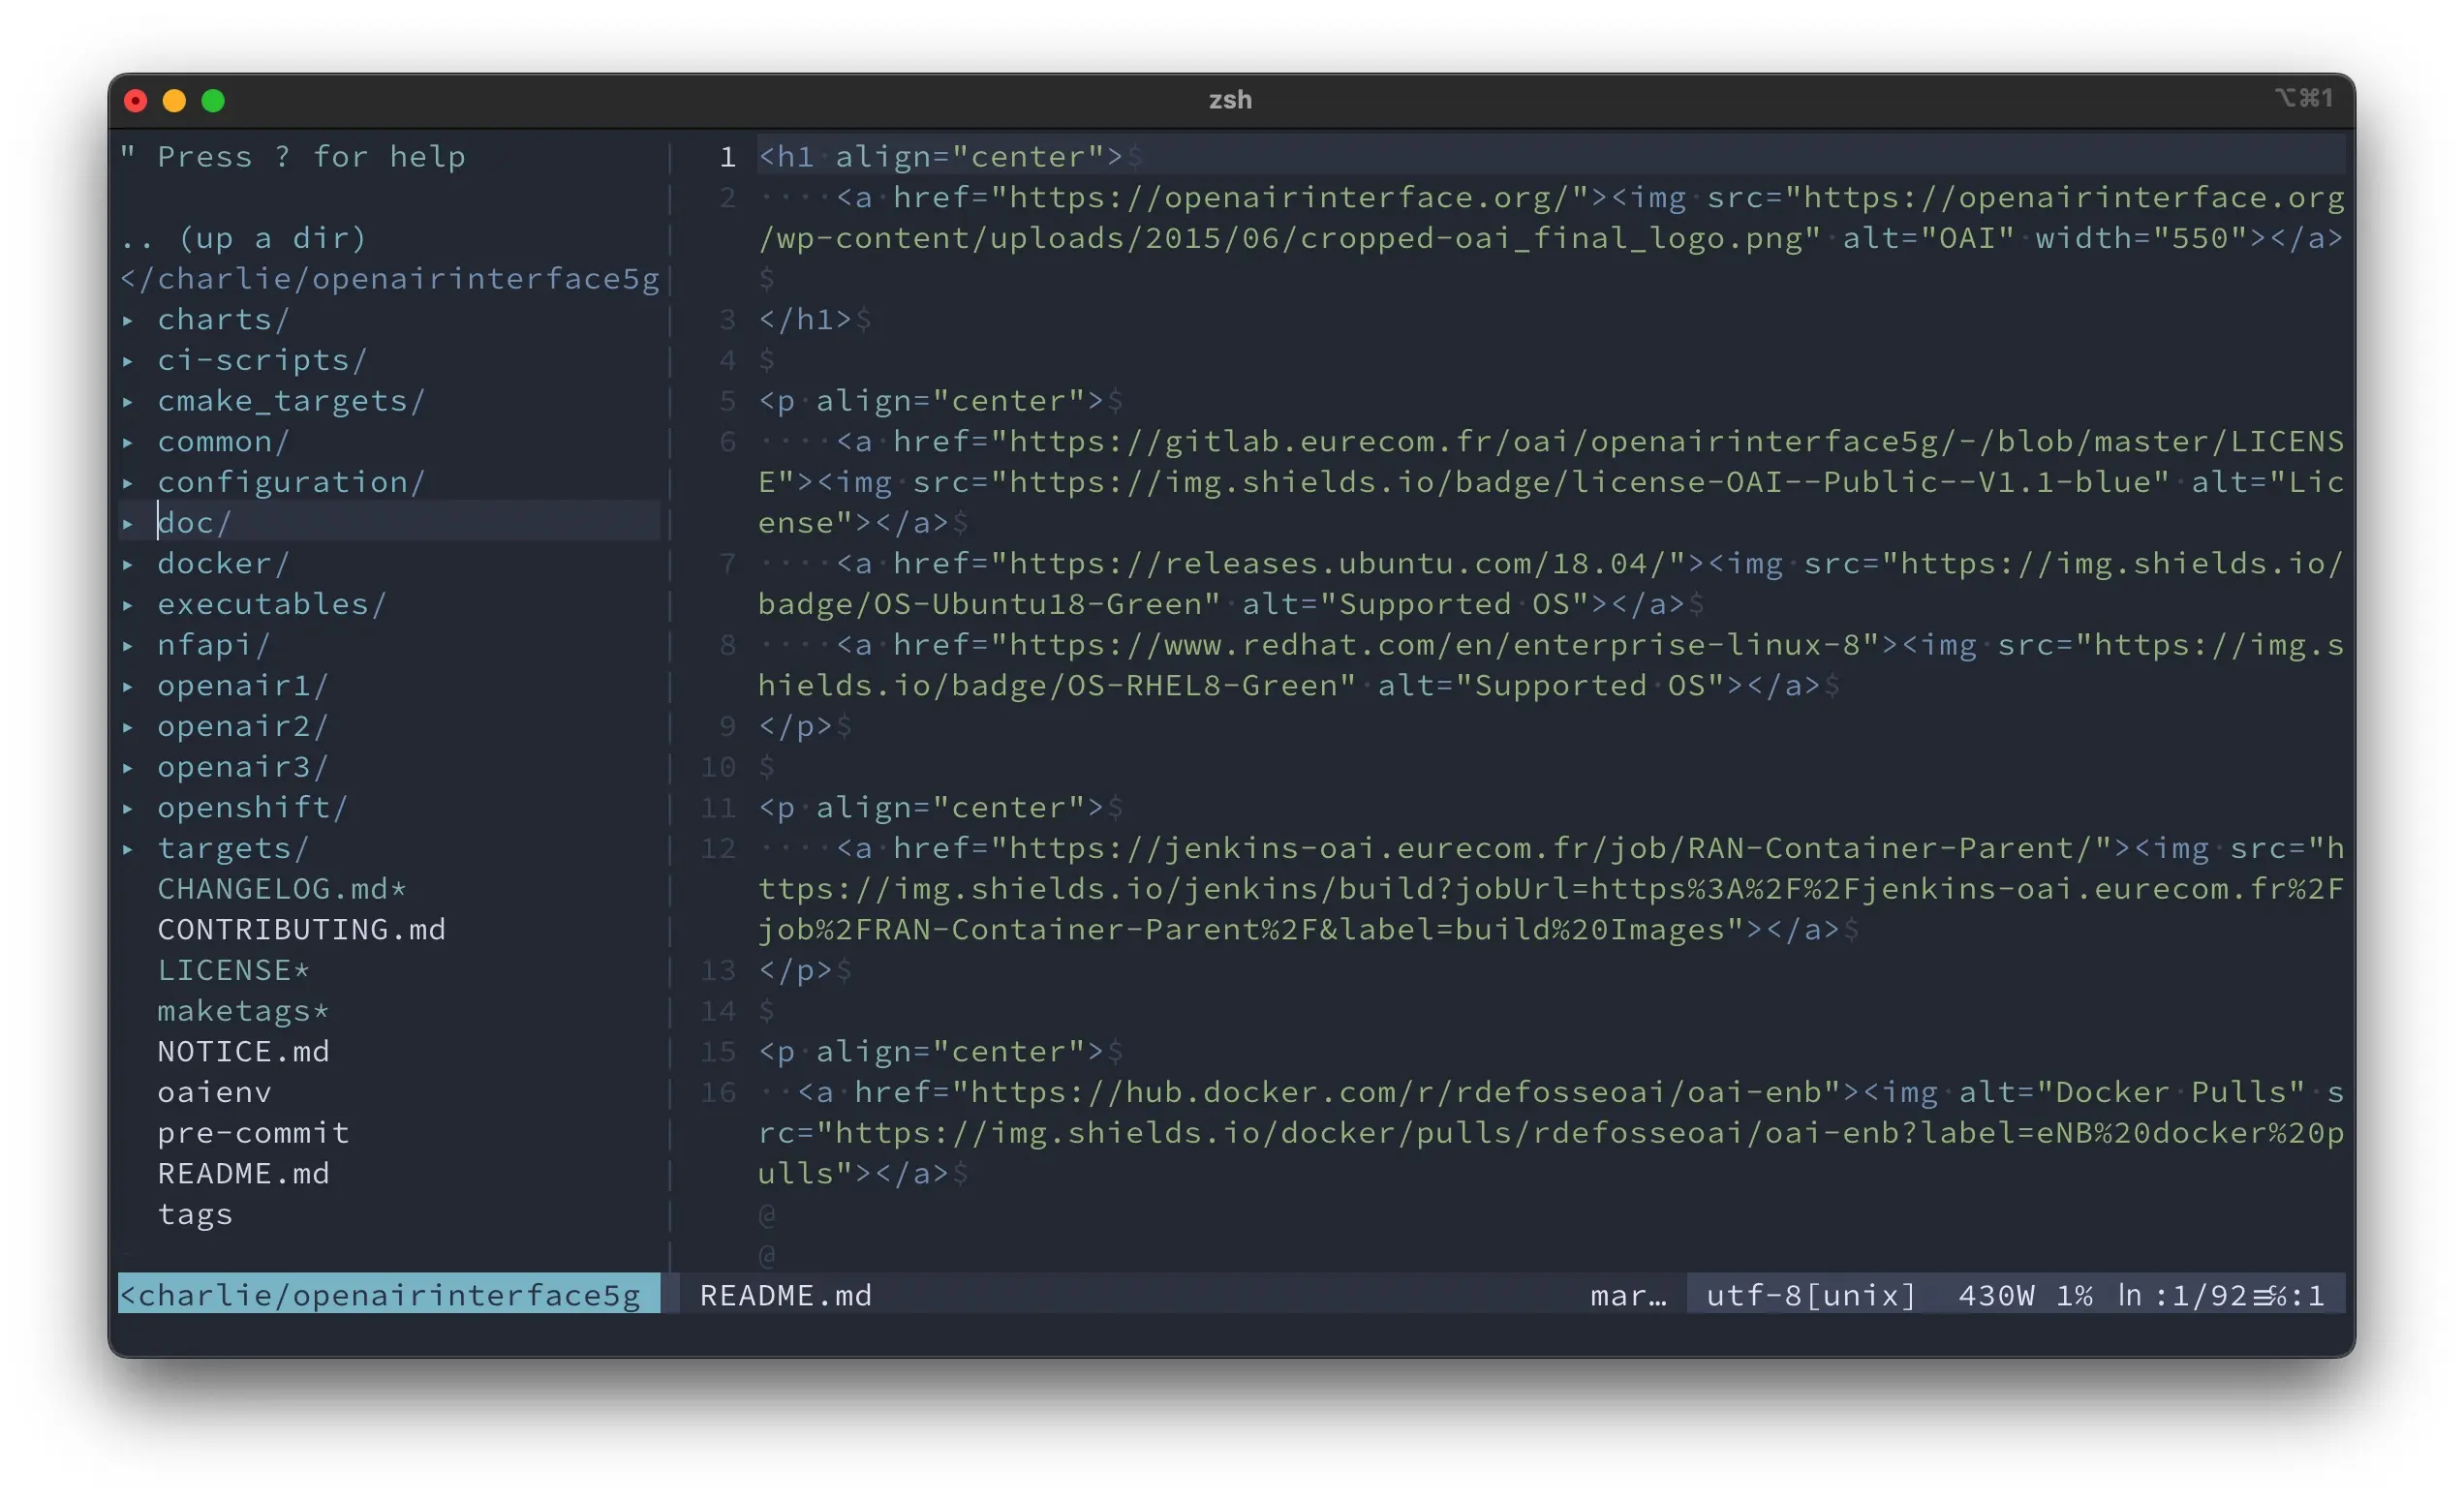 zsh
⌥⌘1
" Press ? for help
.. (up a dir)
</charlie/openairinterface5g
▸ charts/
▸ ci-scripts/
▸ cmake_targets/
▸ common/
▸ configuration/
▸ doc/
▸ docker/
▸ executables/
▸ nfapi/
▸ openair1/
▸ openair2/
▸ openair3/
▸ openshift/
▸ targets/
CHANGELOG.md*
CONTRIBUTING.md
LICENSE*
maketags*
NOTICE.md
oaienv
pre-commit
README.md
tags
<charlie/openairinterface5g
1 <h1·align="center">$
2 ····<a·href="https://openairinterface.org/"><img·src="https://openairinterface.org
/wp-content/uploads/2015/06/cropped-oai_final_logo.png"·alt="OAI"·width="550"></a>
$
3 </h1>$
4 $
5 <p·align="center">$
6 ····<a·href="https://gitlab.eurecom.fr/oai/openairinterface5g/-/blob/master/LICENS
E"><img·src="https://img.shields.io/badge/license-OAI--Public--V1.1-blue"·alt="Lic
ense"></a>$
7 ····<a·href="https://releases.ubuntu.com/18.04/"><img·src="https://img.shields.io/
badge/OS-Ubuntu18-Green"·alt="Supported·OS"></a>$
8 ····<a·href="https://www.redhat.com/en/enterprise-linux-8"><img·src="https://img.s
hields.io/badge/OS-RHEL8-Green"·alt="Supported·OS"></a>$
9 </p>$
10 $
11 <p·align="center">$
12 ····<a·href="https://jenkins-oai.eurecom.fr/job/RAN-Container-Parent/"><img·src="h
ttps://img.shields.io/jenkins/build?jobUrl=https%3A%2F%2Fjenkins-oai.eurecom.fr%2F
job%2FRAN-Container-Parent%2F&label=build%20Images"></a>$
13 </p>$
14 $
15 <p·align="center">$
16 ··<a·href="https://hub.docker.com/r/rdefosseoai/oai-enb"><img·alt="Docker·Pulls"·s
rc="https://img.shields.io/docker/pulls/rdefosseoai/oai-enb?label=eNB%20docker%20p
ulls"></a>$
@
@
README.md mar… utf-8[unix] 430W 1% ln :1/92≡℅:1